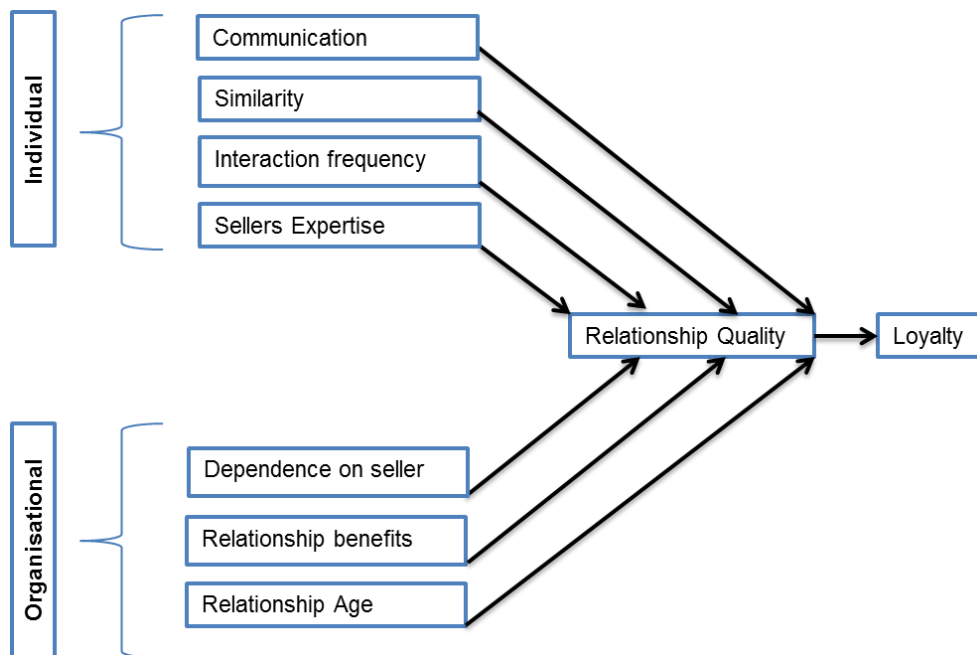 Individual
Communication
Similarity
Interaction frequency
Sellers Expertise
Relationship Quality
Loyalty
Organisational
Dependence on seller
Relationship benefits
Relationship Age